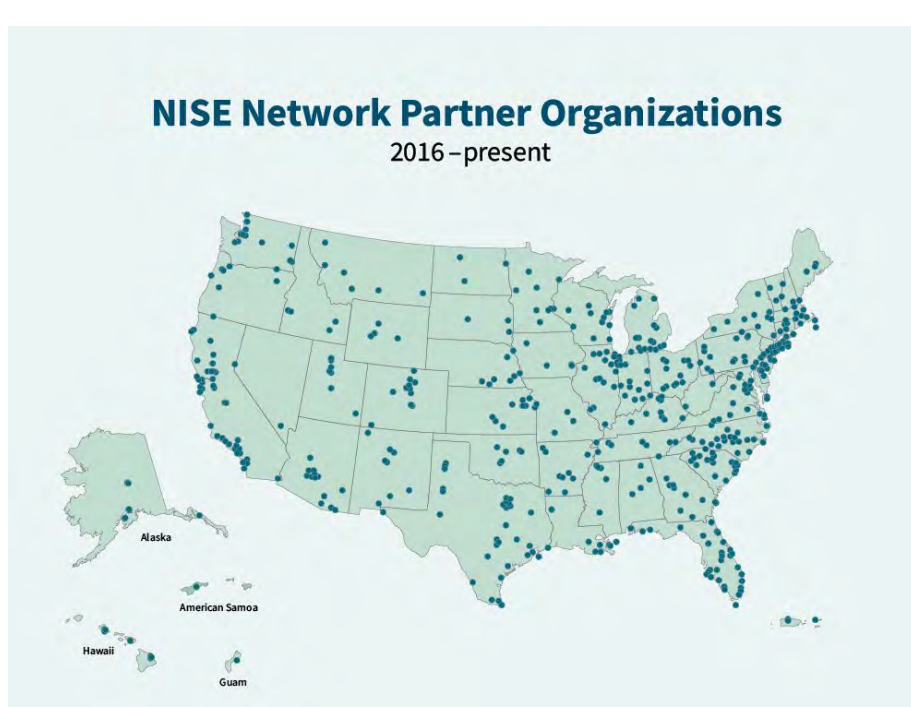 NISE Network Partner Organizations
2016–present
Alaska
American Samoa
Hawaii
Guam